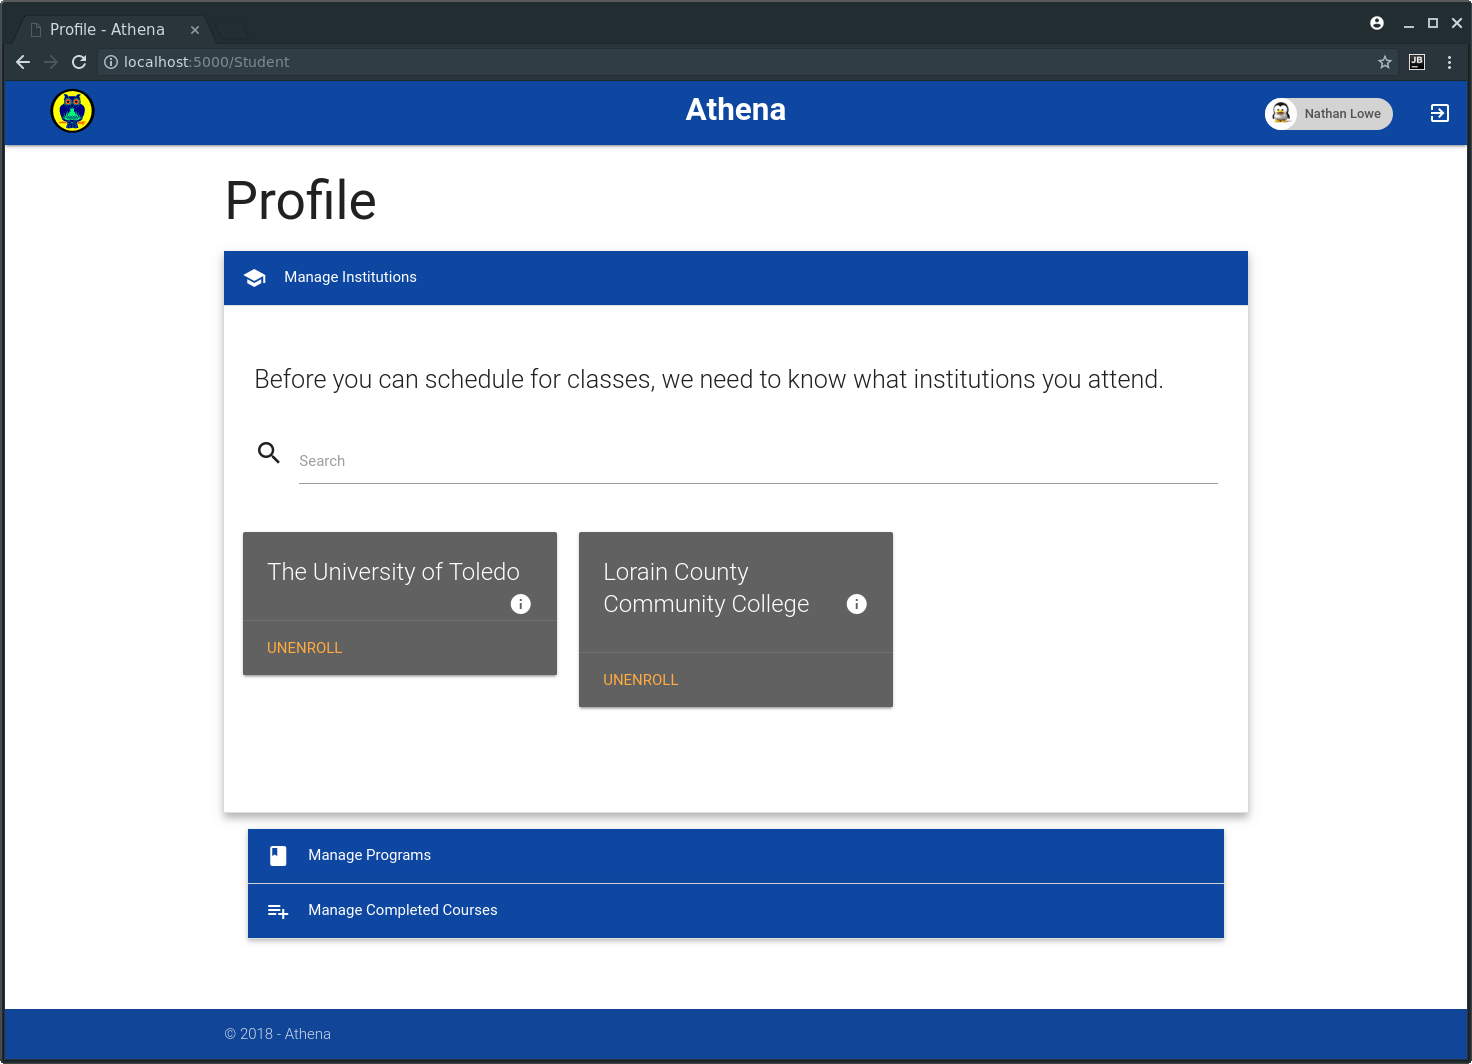 Profile - Athena
localhost:5000/Student
JB
Athena
Nathan Lowe
Profile
Manage Institutions
Before you can schedule for classes, we need to know what institutions you attend.
Search
The University of Toledo
UNENROLL
Lorain County
Community College
UNENROLL
Manage Programs
Manage Completed Courses
© 2018 - Athena